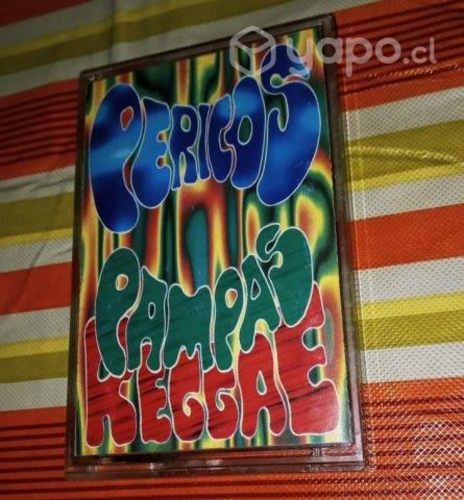 yapo.cl
PERICOS
PAMPAS
REGGAE